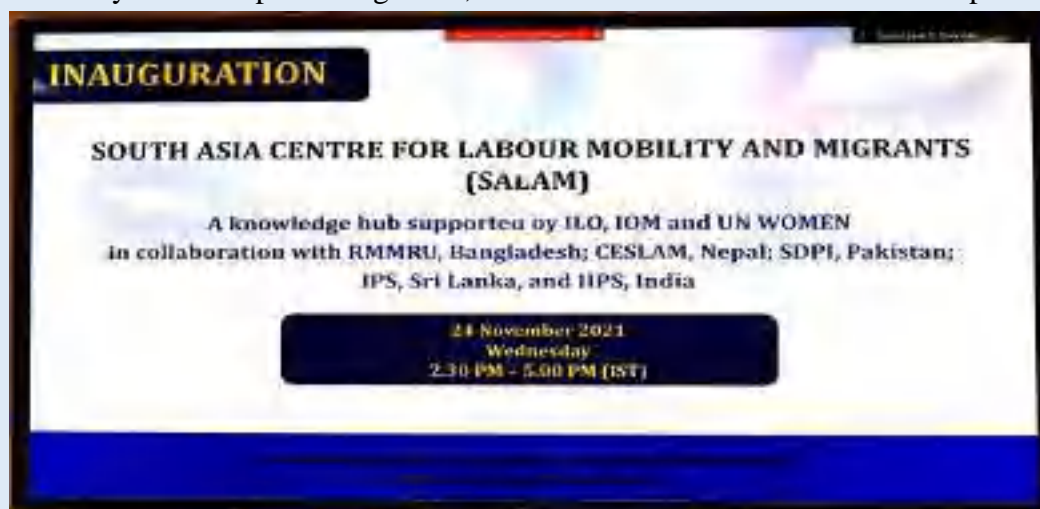 INAUGURATION
SOUTH ASIA CENTRE FOR LABOUR MOBILITY AND MIGRANTS
(SALAM)
A knowledge hub supported by ILO, IOM and UN WOMEN
in collaboration with RMMRU, Bangladesh; CESLAM, Nepal; SDPI, Pakistan;
IPS, Sri Lanka, and IIPS, India
24 November 2021
Wednesday
2.30 PM – 5.00 PM (IST)